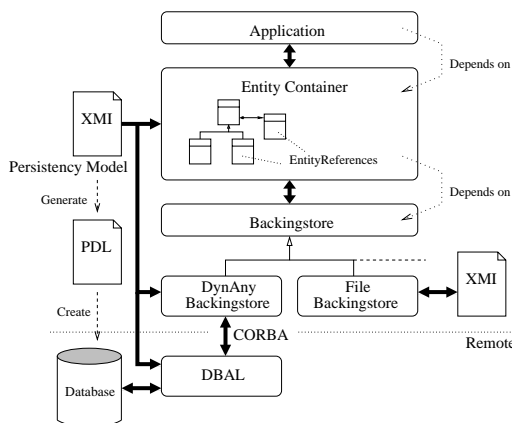 Application
Depends on
Entity Container
XMI
EntityReferences
Persistency Model
Generate
Depends on
Backingstore
PDL
DynAny
Backingstore
File
Backingstore
XMI
Create
CORBA
Remote
Database
DBAL